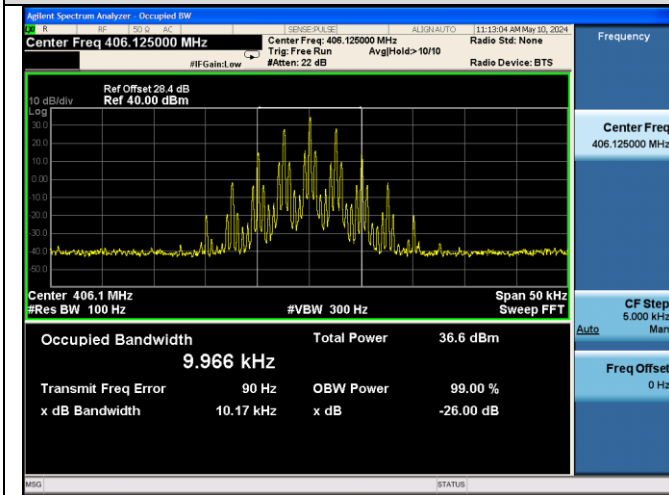 Agilent Spectrum Analyzer - Occupied BW
R RF 50 Ω AC SENSE:PULSE ALIGNAUTO 11:13:04 AM May 10, 2024
Center Freq 406.125000 MHz
Center Freq: 406.125000 MHz
Radio Std: None
Trig: Free Run Avg|Hold:> 10/10
#IFGain:Low #Atten: 22 dB Radio Device: BTS
Ref Offset 28.4 dB
10 dB/div Ref 40.00 dBm
Log
30.0
20.0
10.0
0.00
-10.0
-20.0
-30.0
-40.0
-50.0
Center 406.1 MHz Span 50 kHz
#Res BW 100 Hz #VBW 300 Hz Sweep FFT
Occupied Bandwidth Total Power 36.6 dBm
9.966 kHz
Transmit Freq Error 90 Hz OBW Power 99.00 %
x dB Bandwidth 10.17 kHz x dB -26.00 dB
MSG STATUS
Frequency
Center Freq
406.125000 MHz
CF Step
5.000 kHz
Auto Man
Freq Offset
0 Hz